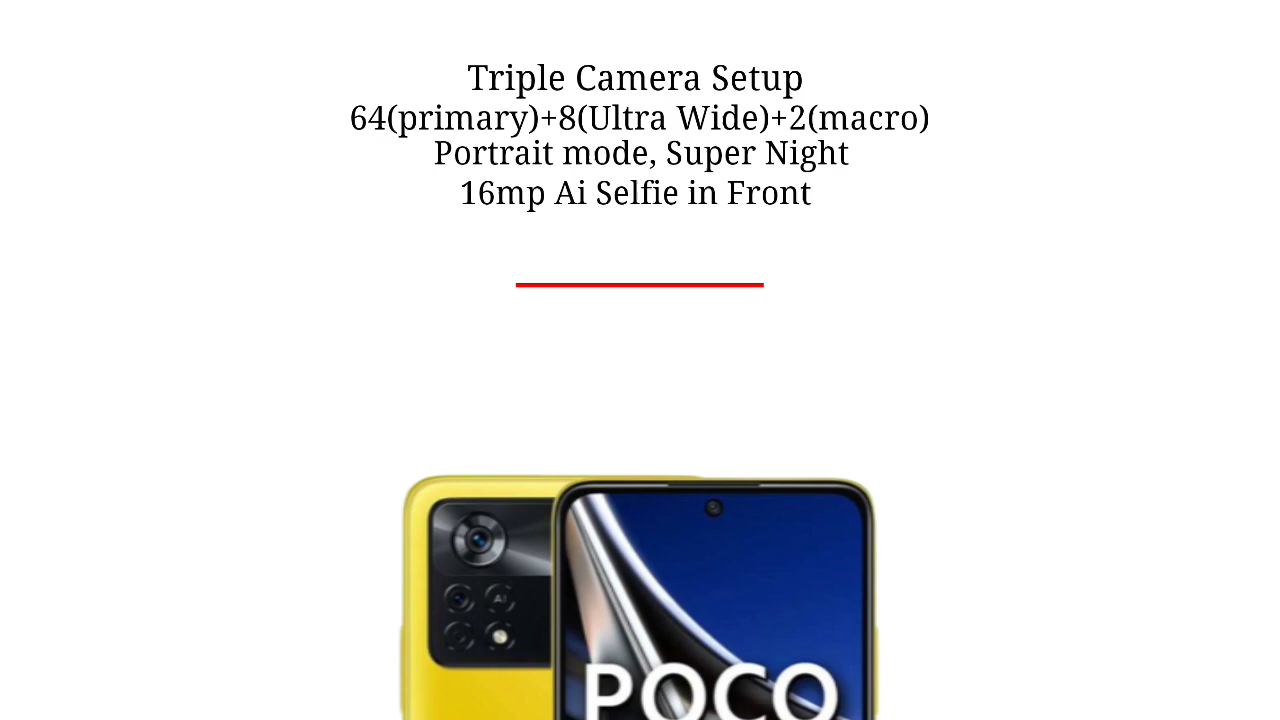 Triple Camera Setup
64(primary)+8(Ultra Wide)+2(macro)
Portrait mode, Super Night
16mp Ai Selfie in Front
AI
POCO